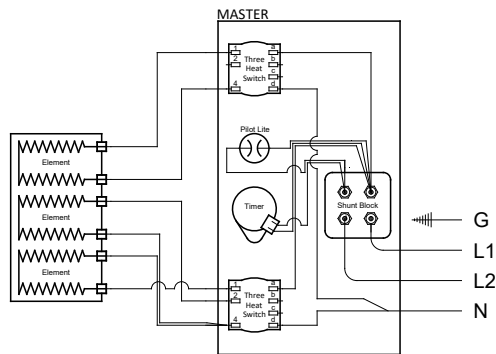 MASTER
1 a
2 b
c
4 d
Three
Heat
Switch
Pilot Lite
Element
Timer
Shunt Block
G
L1
L2
N
Element
Element
1 a
2 b
c
4 d
Three
Heat
Switch